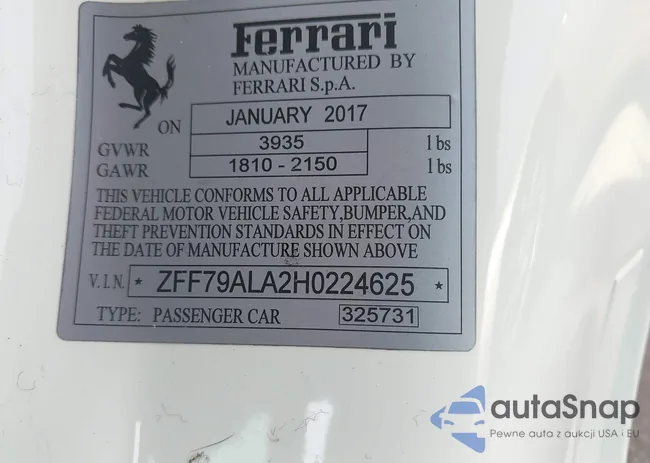 Ferrari
MANUFACTURED BY
FERRARI S.p.A.
ON JANUARY 2017
GVWR 3935 lbs
GAWR 1810 - 2150 lbs
THIS VEHICLE CONFORMS TO ALL APPLICABLE
FEDERAL MOTOR VEHICLE SAFETY, BUMPER, AND
THEFT PREVENTION STANDARDS IN EFFECT ON
THE DATE OF MANUFACTURE SHOWN ABOVE
V.I.N. * ZFF79ALA2H0224625 *
TYPE: PASSENGER CAR 325731
autaSnap
Pewne auta z aukcji USA i EU